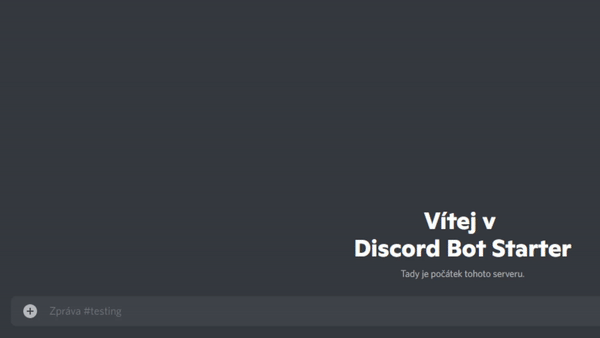 Vítej v
Discord Bot Starter
Tady je počátek tohoto serveru.
Zpráva #testing